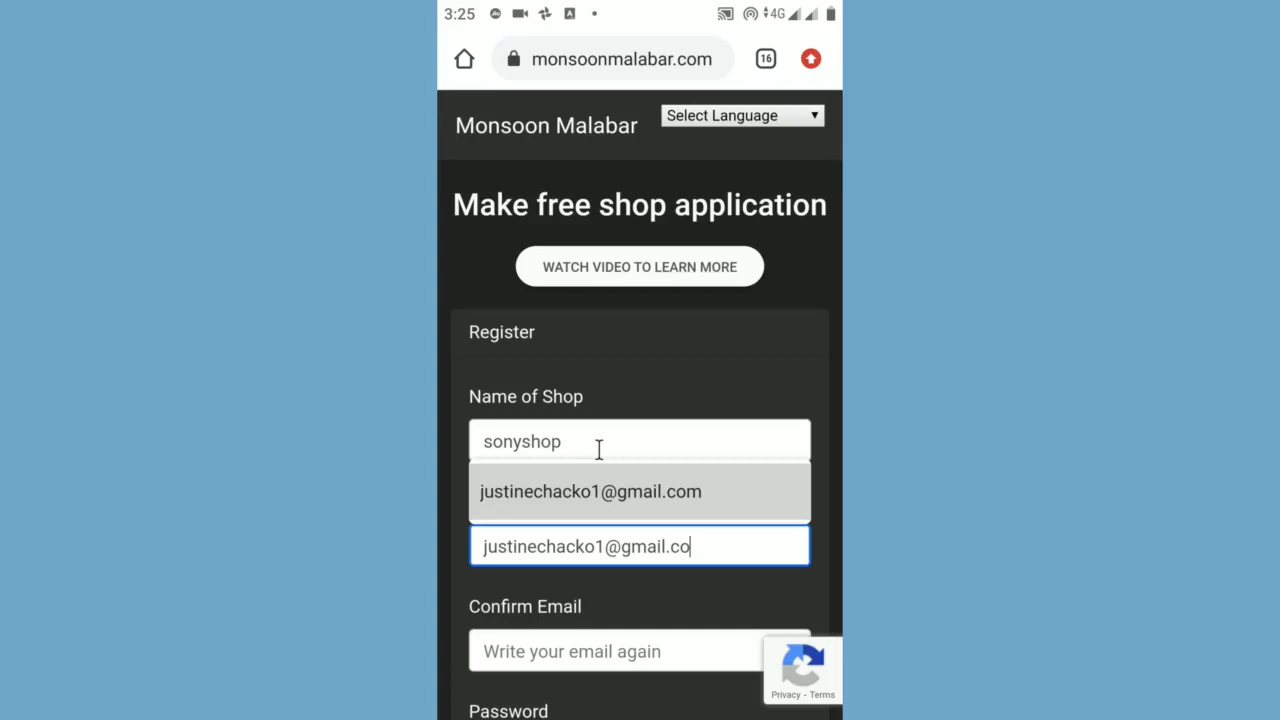 3:25 4G
monsoonmalabar.com 16
Monsoon Malabar Select Language
Make free shop application
WATCH VIDEO TO LEARN MORE
Register
Name of Shop
sonyshop
justinechacko1@gmail.com
justinechacko1@gmail.co
Confirm Email
Write your email again
Privacy - Terms
Password